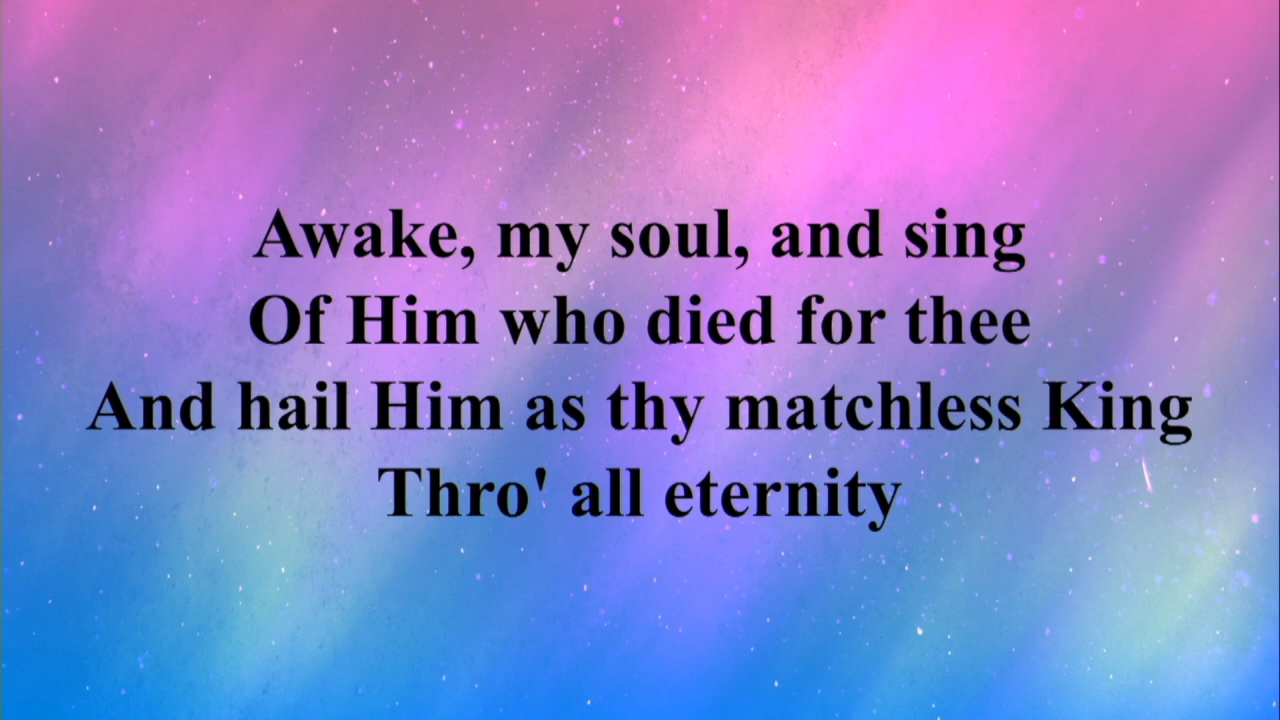 Awake, my soul, and sing
Of Him who died for thee
And hail Him as thy matchless King
Thro' all eternity